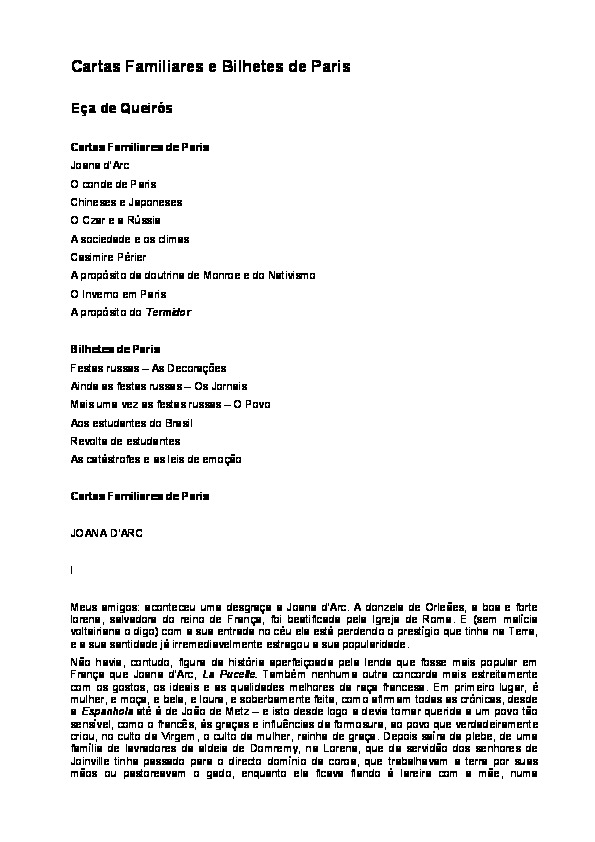 Cartas Familiares e Bilhetes de Paris
Eça de Queirós
Cartas Familiares de Paris
Joana d'Arc
O conde de Paris
Chineses e Japoneses
O Czar e a Rússia
A sociedade e os climas
Casimire Périer
A propósito da doutrina de Monroe e do Nativismo
O Inverno em Paris
A propósito do Termidor
Bilhetes de Paris
Festas russas – As Decorações
Ainda as festas russas – Os Jornais
Mais uma vez as festas russas – O Povo
Aos estudantes do Brasil
Revolta de estudantes
As catástrofes e as leis de emoção
Cartas Familiares de Paris
JOANA D'ARC
I
Meus amigos: aconteceu uma desgraça a Joana d'Arc. A donzela de Orleães, a boa e forte
lorena, salvadora do reino de França, foi beatificada pela Igreja de Roma. E (sem malícia
voltairiana o digo) com a sua entrada no céu ela está perdendo o prestígio que tinha na Terra,
e a sua santidade já irremediavelmente estragou a sua popularidade.
Não havia, contudo, figura da história aperfeiçoada pela lenda que fosse mais popular em
França que Joana d'Arc, La Pucelle. Também nenhuma outra concorda mais estreitamente
com os gostos, os ideais e as qualidades melhores da raça francesa. Em primeiro lugar, é
mulher, e moça, e bela, e loura, e soberbamente feita, como afirmam todas as crónicas, desde
a Espanhola até à de João de Metz – e isto desde logo a devia tornar querida a um povo tão
sensível, como o francês, às graças e influências da formosura, ao povo que verdadeiramente
criou, no culto da Virgem, o culto da mulher, rainha de graça. Depois saíra da plebe, de uma
família de lavradores da aldeia de Domremy, na Lorena, que da servidão dos senhores de
Joinville tinha passado para o directo domínio da coroa, que trabalhavam a terra por suas
mãos ou pastoreavam o gado, enquanto ela ficava fiando à lareira com a mãe, numa